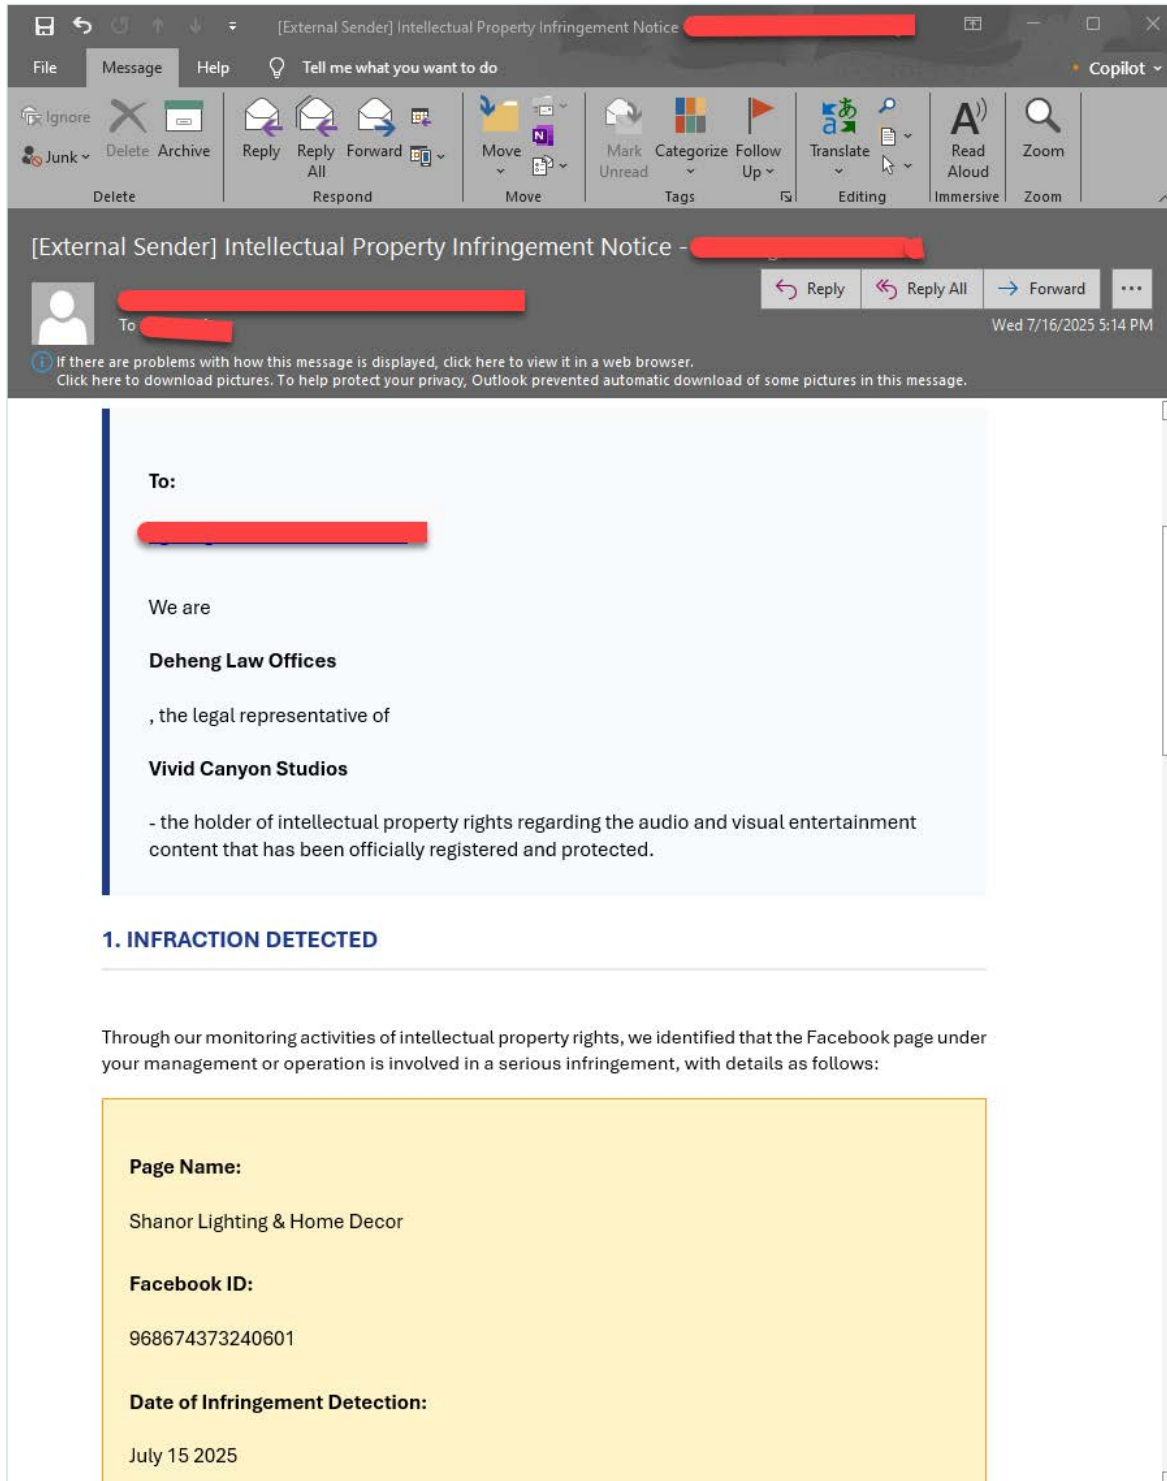 [External Sender] Intellectual Property Infringement Notice
File Message Help Tell me what you want to do Copilot
Ignore
Junk
Delete Archive
Reply Reply All Forward
Move
Mark Unread Categorize Follow Up
Translate
Read Aloud
Zoom
Delete Respond Move Tags Editing Immersive Zoom
[External Sender] Intellectual Property Infringement Notice -
Reply Reply All Forward ...
To
Wed 7/16/2025 5:14 PM
If there are problems with how this message is displayed, click here to view it in a web browser.
Click here to download pictures. To help protect your privacy, Outlook prevented automatic download of some pictures in this message.
To:
We are
Deheng Law Offices
, the legal representative of
Vivid Canyon Studios
- the holder of intellectual property rights regarding the audio and visual entertainment
content that has been officially registered and protected.
1. INFRACTION DETECTED
Through our monitoring activities of intellectual property rights, we identified that the Facebook page under
your management or operation is involved in a serious infringement, with details as follows:
Page Name:
Shanor Lighting & Home Decor
Facebook ID:
968674373240601
Date of Infringement Detection:
July 15 2025